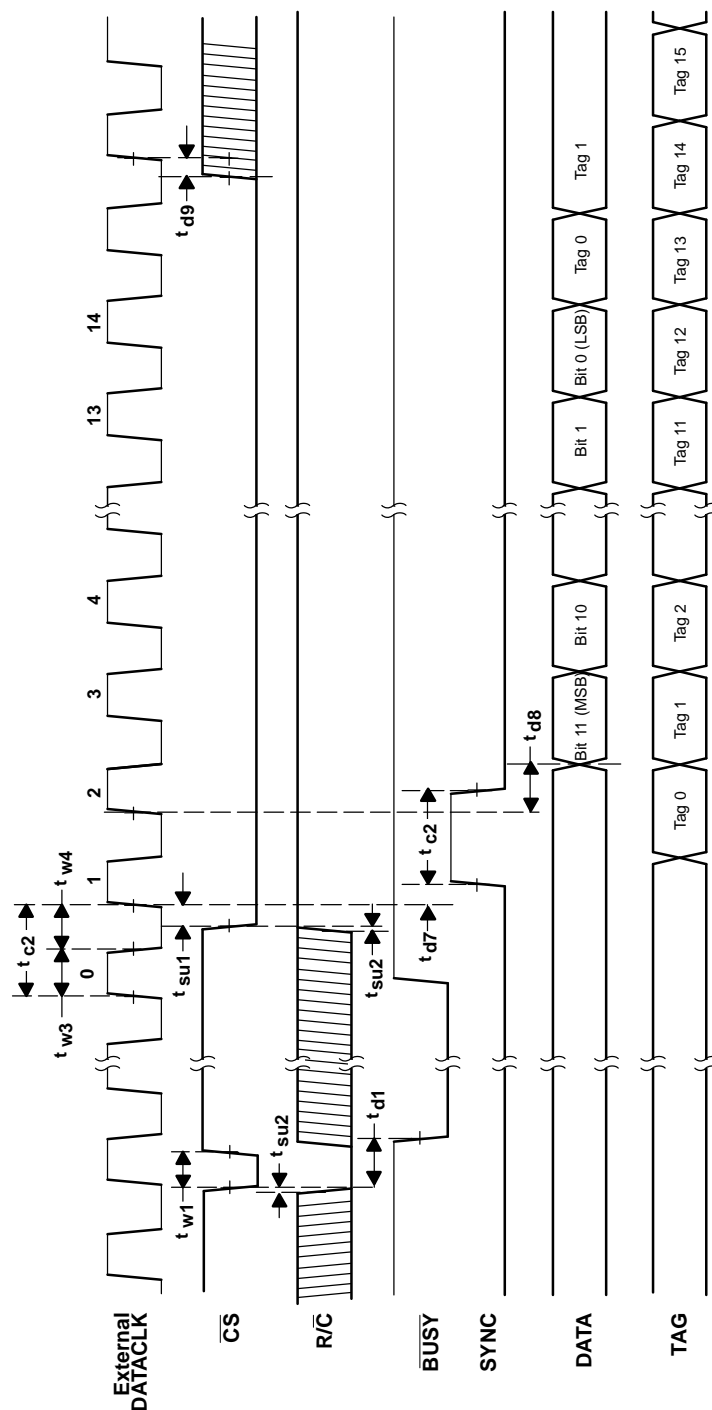 t c2
t w3 t w4
0 1 2 3 4 13 14
External
DATACLK
t w1 t su1 t d9
C̅S̅
t su2
R/C̅
t d1 t su2
B̅U̅S̅Y̅ t d7 t c2
SYNC
t d8
DATA Bit 11 (MSB) Bit 10 Bit 1 Bit 0 (LSB) Tag 0 Tag 1
TAG Tag 0 Tag 1 Tag 2 Tag 11 Tag 12 Tag 13 Tag 14 Tag 15